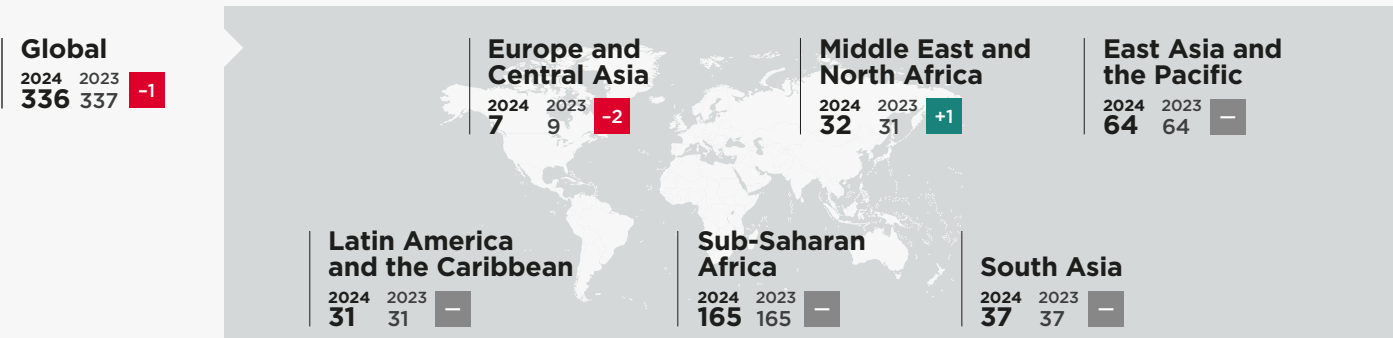 Global
2024 2023
336 337 -1
Europe and
Central Asia
2024 2023
7 9 -2
Middle East and
North Africa
2024 2023
32 31 +1
East Asia and
the Pacific
2024 2023
64 64 –
Latin America
and the Caribbean
2024 2023
31 31 –
Sub-Saharan
Africa
2024 2023
165 165 –
South Asia
2024 2023
37 37 –